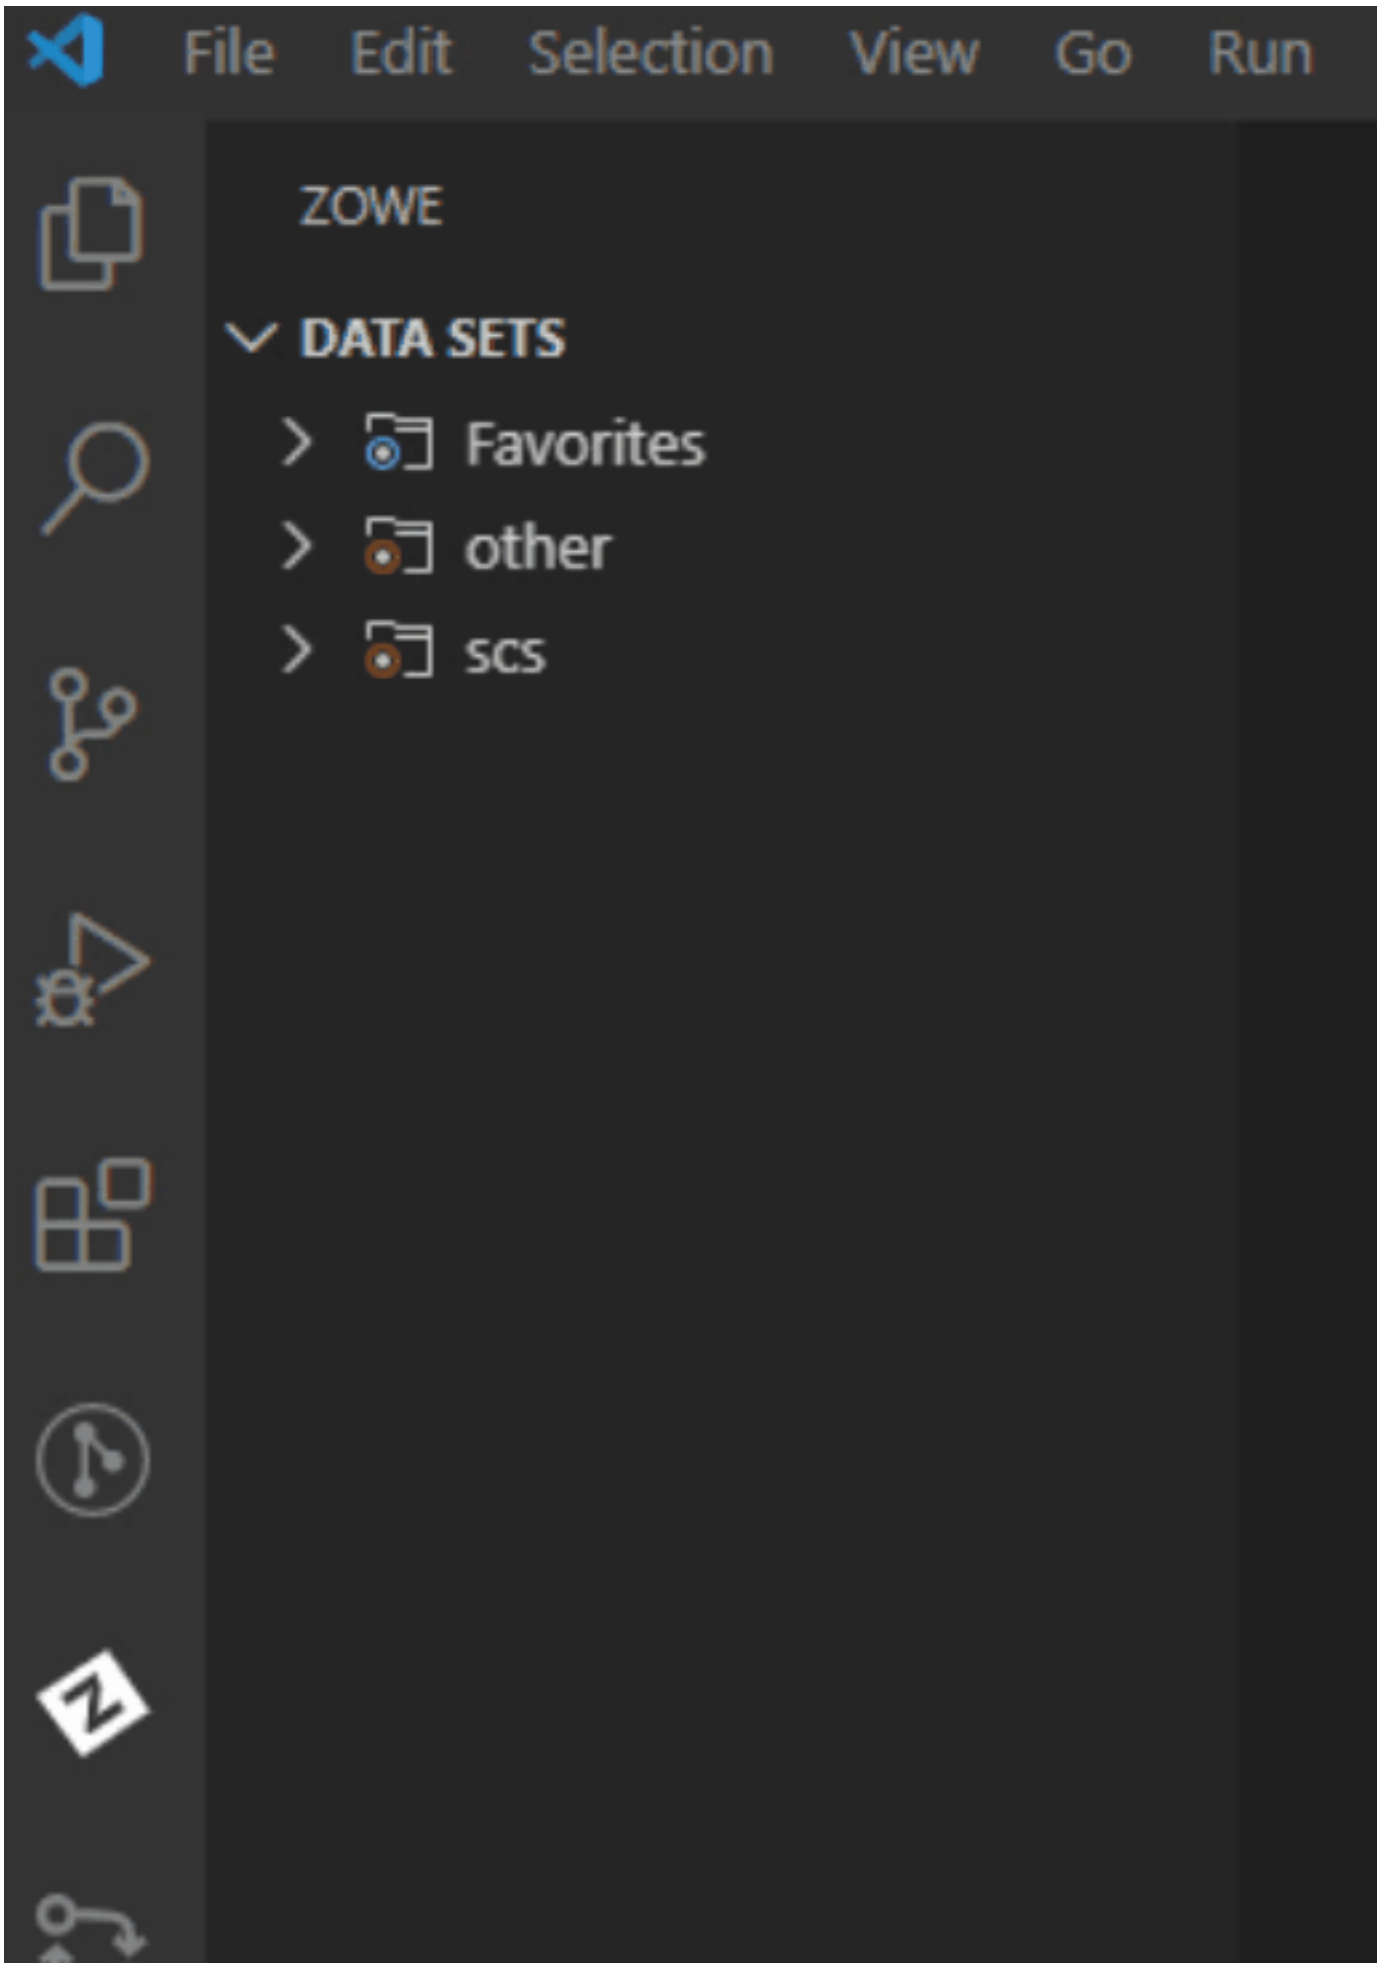 File Edit Selection View Go Run
ZOWE
DATA SETS
Favorites
other
scs
Z